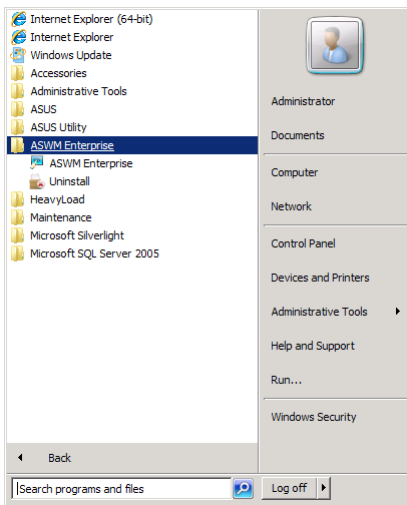 Internet Explorer (64-bit)
Internet Explorer
Windows Update
Accessories
Administrative Tools
ASUS
ASUS Utility
ASWM Enterprise
ASWM Enterprise
Uninstall
HeavyLoad
Maintenance
Microsoft Silverlight
Microsoft SQL Server 2005
Back
Search programs and files
Administrator
Documents
Computer
Network
Control Panel
Devices and Printers
Administrative Tools
Help and Support
Run...
Windows Security
Log off